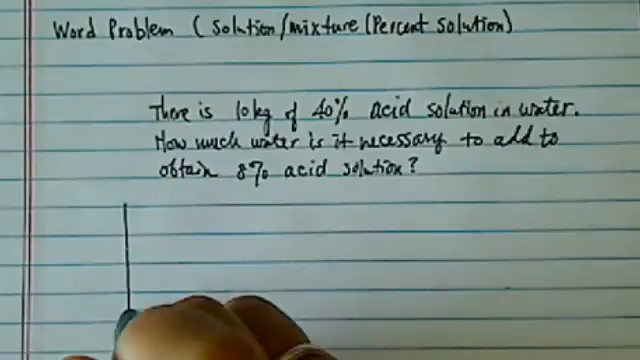 Word Problem ( Solution/mixture (Percent solution)
There is 10kg of 40% acid solution in water.
How much water is it necessary to add to
obtain 8% acid solution?